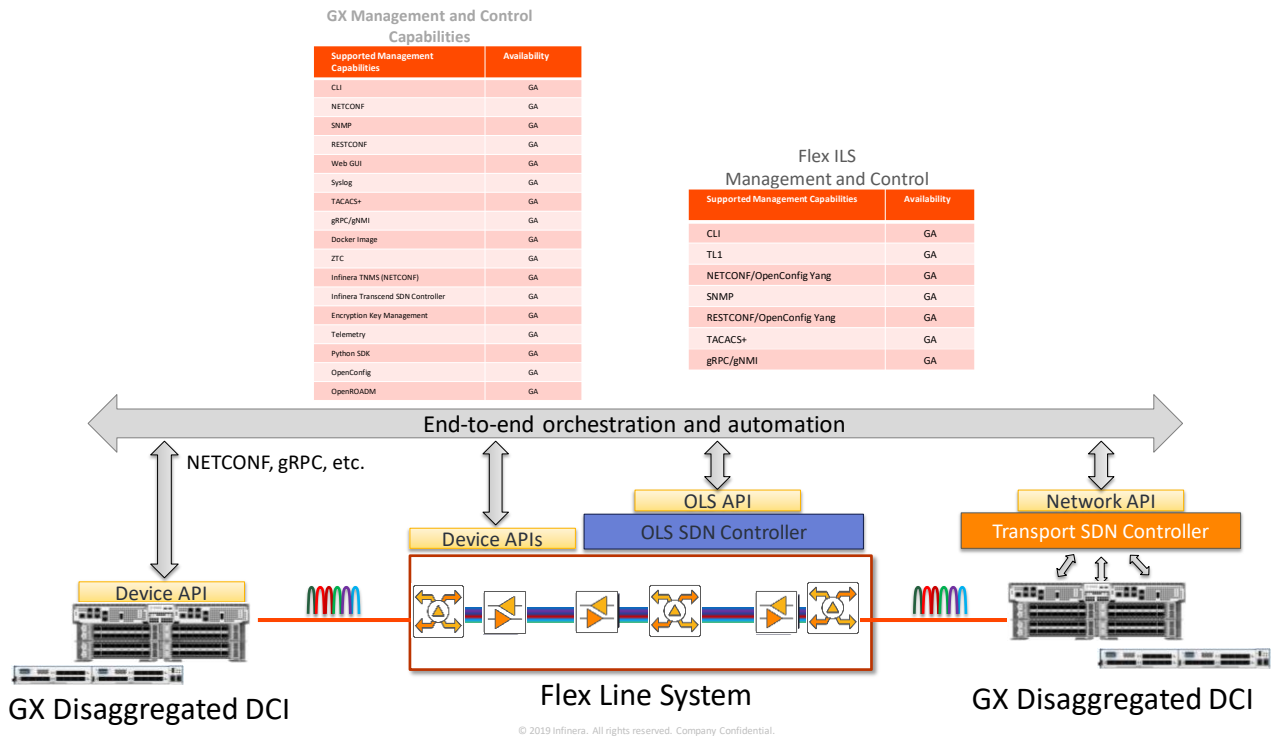 GX Management and Control
Capabilities
Supported Management Capabilities Availability
CLI GA
NETCONF GA
SNMP GA
RESTCONF GA
Web GUI GA
Syslog GA
TACACS+ GA
gRPC/gNMI GA
Docker Image GA
ZTC GA
Infinera TNMS (NETCONF) GA
Infinera Transcend SDN Controller GA
Encryption Key Management GA
Telemetry GA
Python SDK GA
OpenConfig GA
OpenROADM GA
Flex ILS
Management and Control
Supported Management Capabilities Availability
CLI GA
TL1 GA
NETCONF/OpenConfig Yang GA
SNMP GA
RESTCONF/OpenConfig Yang GA
TACACS+ GA
gRPC/gNMI GA
End-to-end orchestration and automation
NETCONF, gRPC, etc.
OLS API
Network API
Device APIs
OLS SDN Controller
Transport SDN Controller
Device API
GX Disaggregated DCI
Flex Line System
GX Disaggregated DCI
© 2019 Infinera. All rights reserved. Company Confidential.